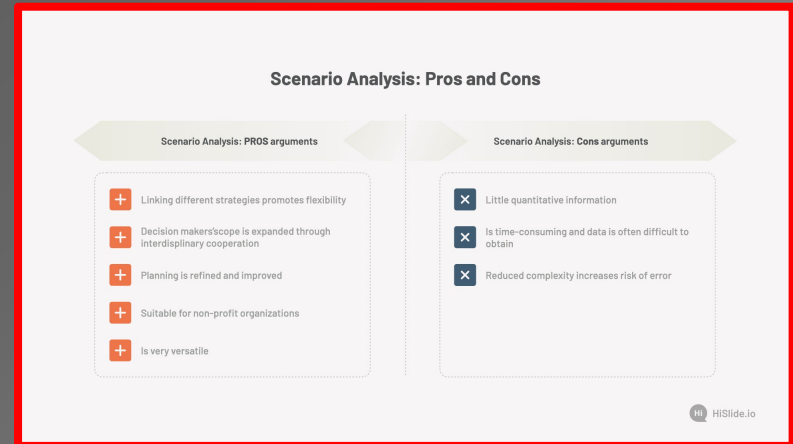 Scenario Analysis: Pros and Cons
Scenario Analysis: PROS arguments
Linking different strategies promotes flexibility
Decision makers'scope is expanded through
interdisplinary cooperation
Planning is refined and improved
Suitable for non-profit organizations
Is very versatile
Scenario Analysis: Cons arguments
Little quantitative information
Is time-consuming and data is often difficult to
obtain
Reduced complexity increases risk of error
Hi HiSlide.io